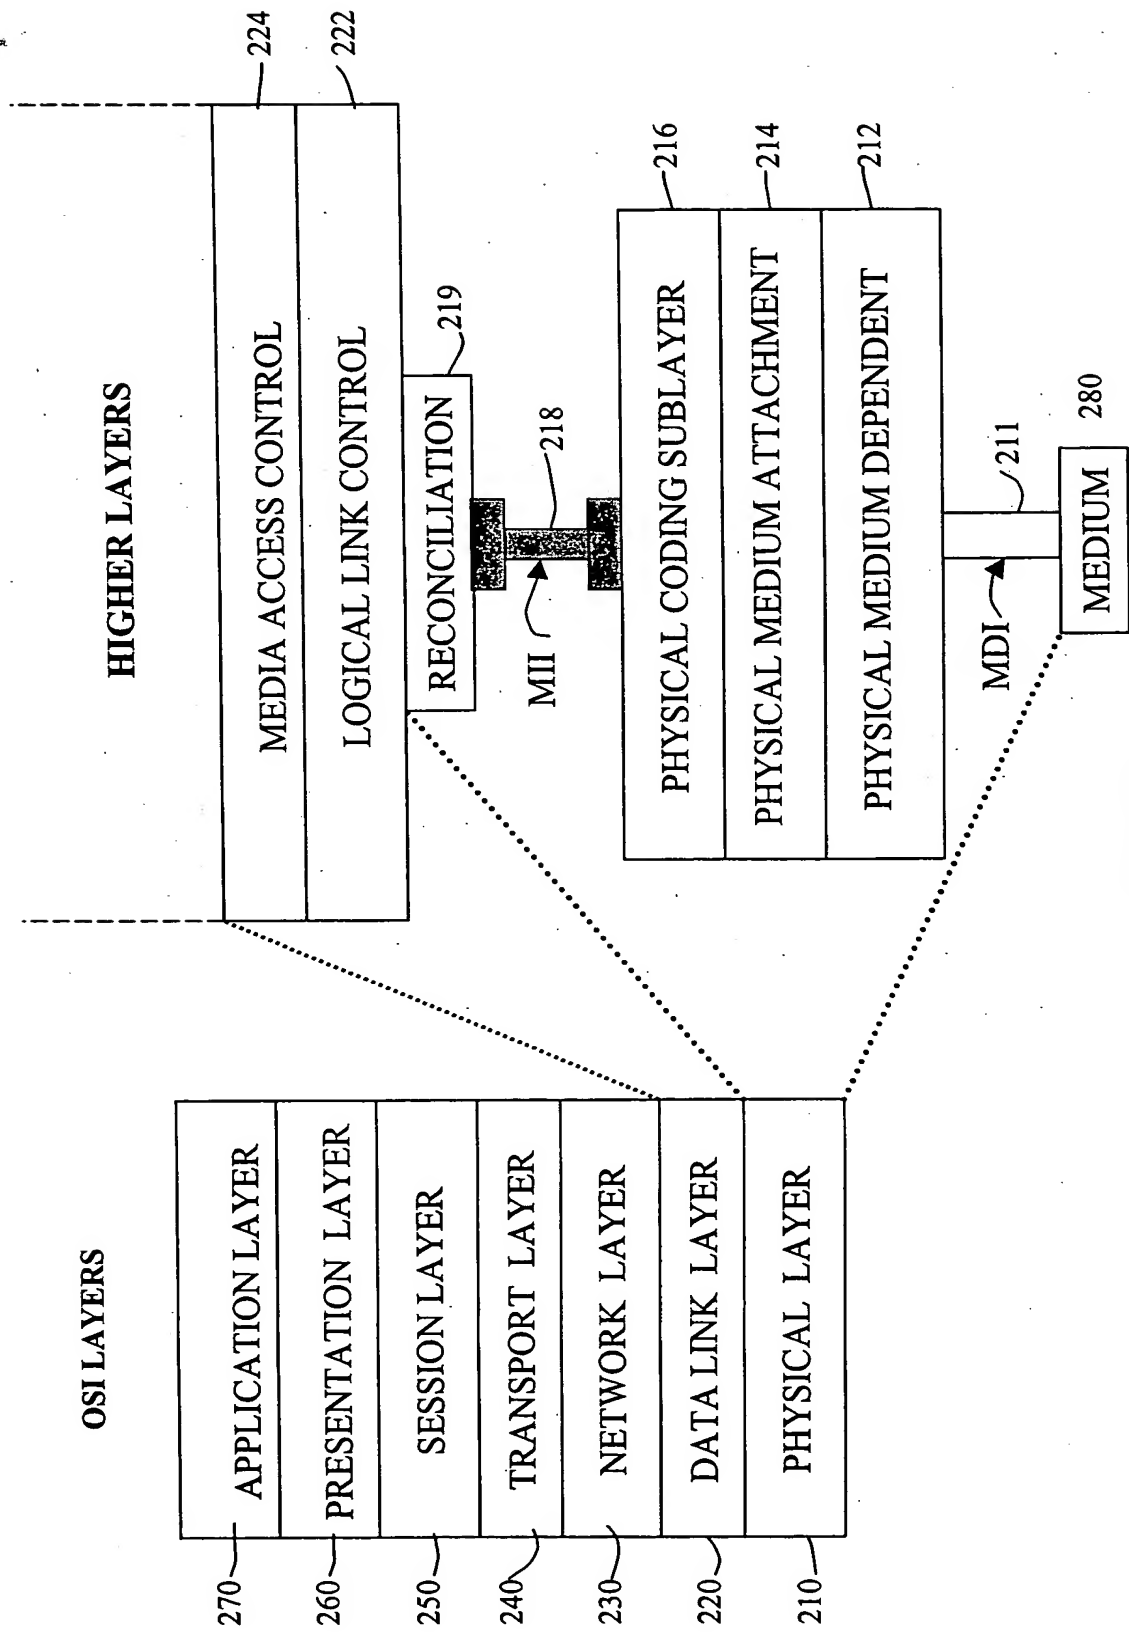 OSI LAYERS
270
APPLICATION LAYER
260
PRESENTATION LAYER
250
SESSION LAYER
240
TRANSPORT LAYER
230
NETWORK LAYER
220
DATA LINK LAYER
210
PHYSICAL LAYER
HIGHER LAYERS
MEDIA ACCESS CONTROL
224
LOGICAL LINK CONTROL
222
RECONCILIATION
219
MII
218
PHYSICAL CODING SUBLAYER
216
PHYSICAL MEDIUM ATTACHMENT
214
PHYSICAL MEDIUM DEPENDENT
212
MDI
211
MEDIUM
280